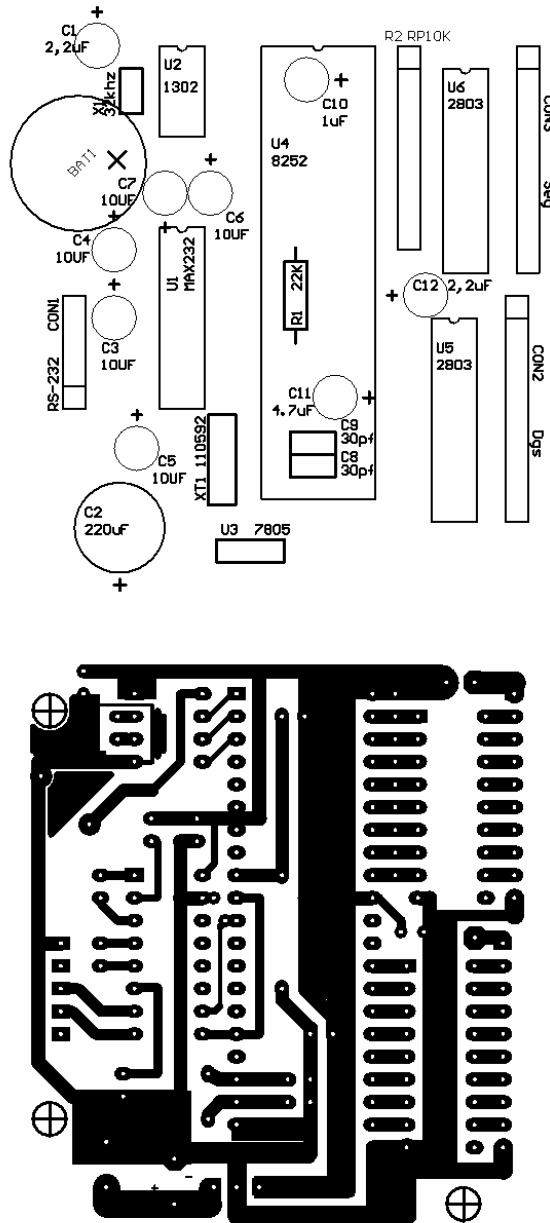 C1
2,2uF
X1
32khz
U2
1302
BAT1
C7
10UF
C6
10UF
C4
10UF
U1
MAX232
CON1
RS-232
C3
10UF
C5
10UF
C2
220uF
XT1 110592
U3 7805
C10
1uF
U4
8252
R1 22K
C11
4.7uF
C9
30pf
C8
30pf
R2 RP10K
U6
2803
CON3
Seg
C12 2,2uF
U5
2803
CON2
Dgs
+ -